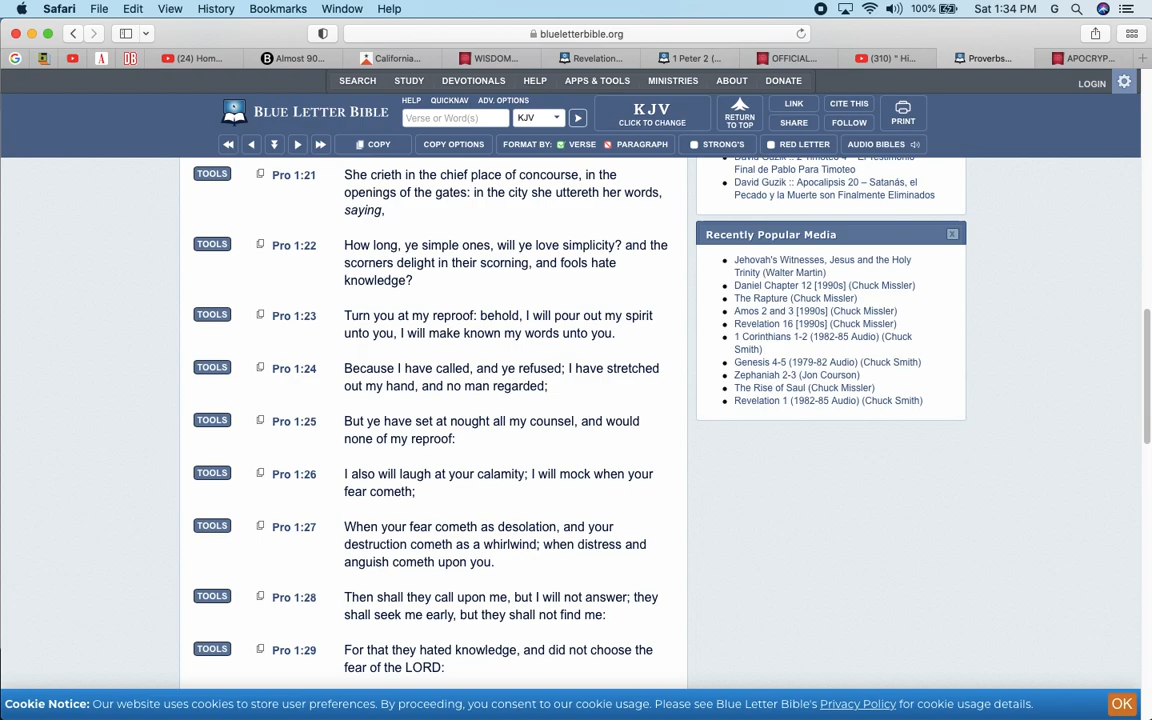 Safari File Edit View History Bookmarks Window Help 100% Sat 1:34 PM G
blueletterbible.org
(24) Hom... Almost 90... California... WISDOM... Revelation... 1 Peter 2 (... OFFICIAL... (310) " Hi... Proverbs... APOCRYP...
SEARCH STUDY DEVOTIONALS HELP APPS & TOOLS MINISTRIES ABOUT DONATE LOGIN
BLUE LETTER BIBLE
HELP QUICKNAV ADV. OPTIONS
Verse or Word(s) KJV
KJV
CLICK TO CHANGE
RETURN
TO TOP
LINK CITE THIS
SHARE FOLLOW
PRINT
COPY COPY OPTIONS FORMAT BY: VERSE PARAGRAPH STRONG'S RED LETTER AUDIO BIBLES
TOOLS Pro 1:21 She crieth in the chief place of concourse, in the
openings of the gates: in the city she uttereth her words,
saying,
TOOLS Pro 1:22 How long, ye simple ones, will ye love simplicity? and the
scorners delight in their scorning, and fools hate
knowledge?
TOOLS Pro 1:23 Turn you at my reproof: behold, I will pour out my spirit
unto you, I will make known my words unto you.
TOOLS Pro 1:24 Because I have called, and ye refused; I have stretched
out my hand, and no man regarded;
TOOLS Pro 1:25 But ye have set at nought all my counsel, and would
none of my reproof:
TOOLS Pro 1:26 I also will laugh at your calamity; I will mock when your
fear cometh;
TOOLS Pro 1:27 When your fear cometh as desolation, and your
destruction cometh as a whirlwind; when distress and
anguish cometh upon you.
TOOLS Pro 1:28 Then shall they call upon me, but I will not answer; they
shall seek me early, but they shall not find me:
TOOLS Pro 1:29 For that they hated knowledge, and did not choose the
fear of the LORD:
David Guzik :: 2 Timoteo 4 – El Testimonio
Final de Pablo Para Timoteo
David Guzik :: Apocalipsis 20 – Satanás, el
Pecado y la Muerte son Finalmente Eliminados
Recently Popular Media
Jehovah's Witnesses, Jesus and the Holy
Trinity (Walter Martin)
Daniel Chapter 12 [1990s] (Chuck Missler)
The Rapture (Chuck Missler)
Amos 2 and 3 [1990s] (Chuck Missler)
Revelation 16 [1990s] (Chuck Missler)
1 Corinthians 1-2 (1982-85 Audio) (Chuck
Smith)
Genesis 4-5 (1979-82 Audio) (Chuck Smith)
Zephaniah 2-3 (Jon Courson)
The Rise of Saul (Chuck Missler)
Revelation 1 (1982-85 Audio) (Chuck Smith)
Cookie Notice: Our website uses cookies to store user preferences. By proceeding, you consent to our cookie usage. Please see Blue Letter Bible's Privacy Policy for cookie usage details. OK